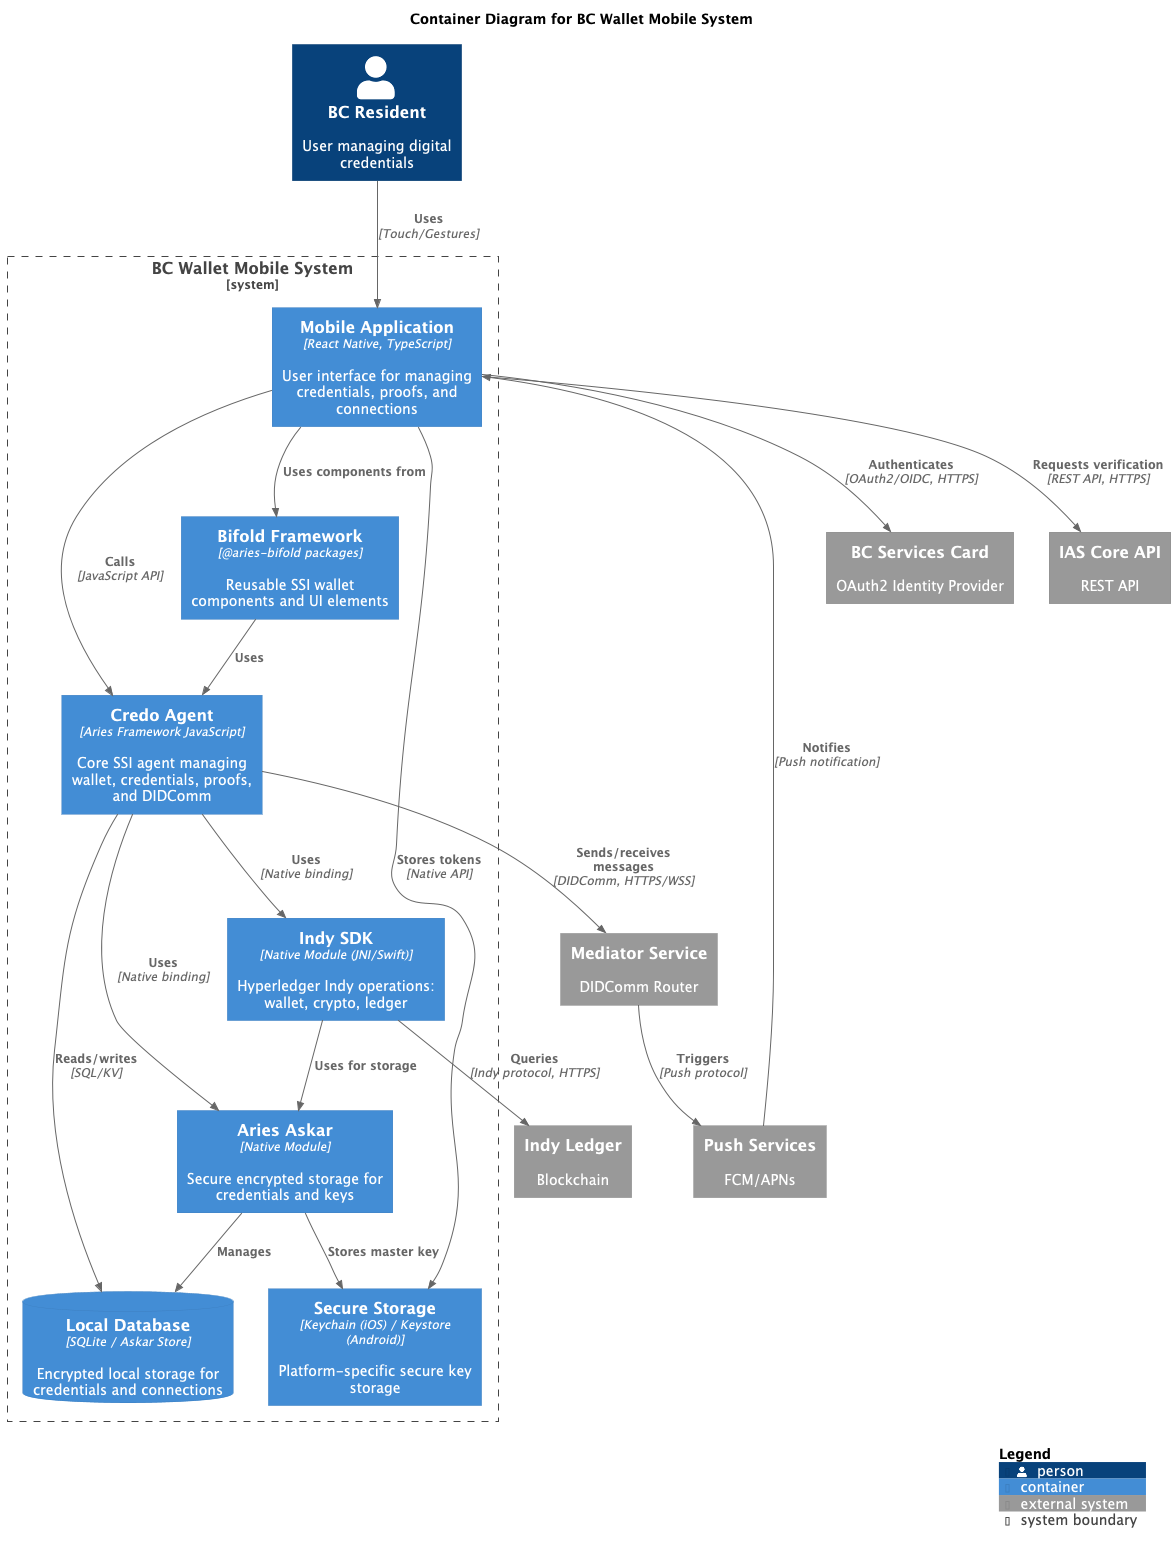 Container Diagram for BC Wallet Mobile System
BC Resident
User managing digital
credentials
Uses
[Touch/Gestures]
BC Wallet Mobile System
[system]
Mobile Application
[React Native, TypeScript]
User interface for managing
credentials, proofs, and
connections
Uses components from
Authenticates
[OAuth2/OIDC, HTTPS]
Requests verification
[REST API, HTTPS]
Bifold Framework
[@aries-bifold packages]
Reusable SSI wallet
components and UI elements
BC Services Card
OAuth2 Identity Provider
IAS Core API
REST API
Calls
[JavaScript API]
Uses
Credo Agent
[Aries Framework JavaScript]
Core SSI agent managing
wallet, credentials, proofs,
and DIDComm
Notifies
[Push notification]
Uses
[Native binding]
Stores tokens
[Native API]
Sends/receives
messages
[DIDComm, HTTPS/WSS]
Indy SDK
[Native Module (JNI/Swift)]
Hyperledger Indy operations:
wallet, crypto, ledger
Mediator Service
DIDComm Router
Uses
[Native binding]
Reads/writes
[SQL/KV]
Uses for storage
Queries
[Indy protocol, HTTPS]
Triggers
[Push protocol]
Aries Askar
[Native Module]
Secure encrypted storage for
credentials and keys
Indy Ledger
Blockchain
Push Services
FCM/APNs
Manages
Stores master key
Local Database
[SQLite / Askar Store]
Encrypted local storage for
credentials and connections
Secure Storage
[Keychain (iOS) / Keystore
(Android)]
Platform-specific secure key
storage
Legend
person
container
external system
system boundary